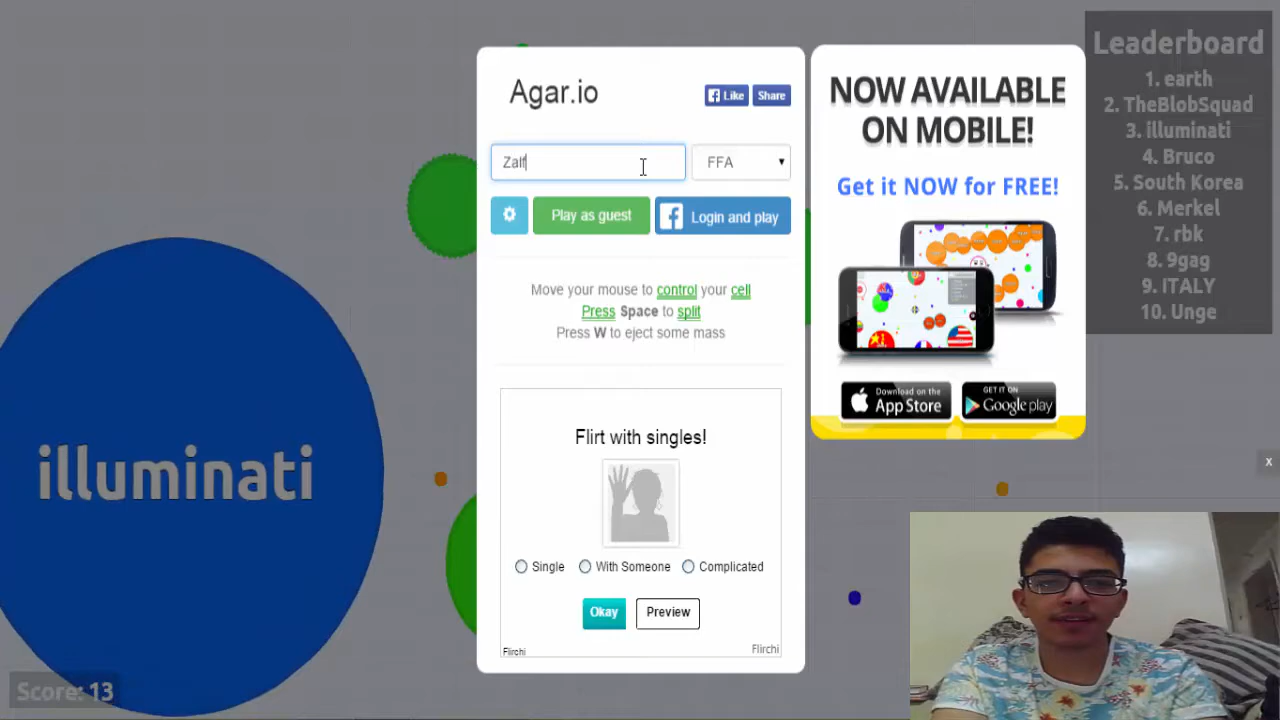 Agar.io
Like
Share
Zalf
FFA
Play as guest
Login and play
Move your mouse to control your cell
Press Space to split
Press W to eject some mass
Flirt with singles!
Single
With Someone
Complicated
Okay
Preview
Flirchi
Flirchi
NOW AVAILABLE
ON MOBILE!
Get it NOW for FREE!
Download on the
App Store
GET IT ON
Google play
Leaderboard
1. earth
2. TheBlobSquad
3. illuminati
4. Bruco
5. South Korea
6. Merkel
7. rbk
8. 9gag
9. ITALY
10. Unge
x
illuminati
Score: 13